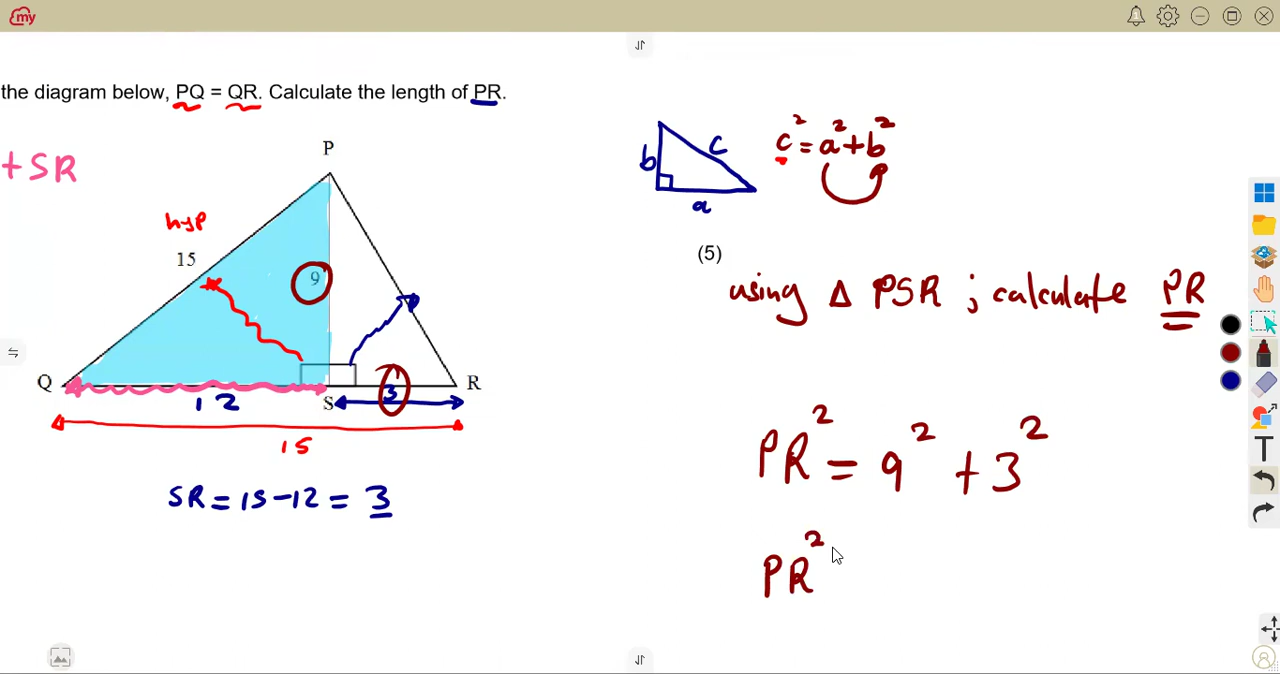 my
the diagram below, PQ = QR. Calculate the length of PR.
+ SR
P
hyp
15
9
Q
12
S
3
R
15
SR = 15 - 12 = 3
b
c
a
c² = a² + b²
(5)
using Δ PSR ; calculate PR
PR² = 9² + 3²
PR²
T